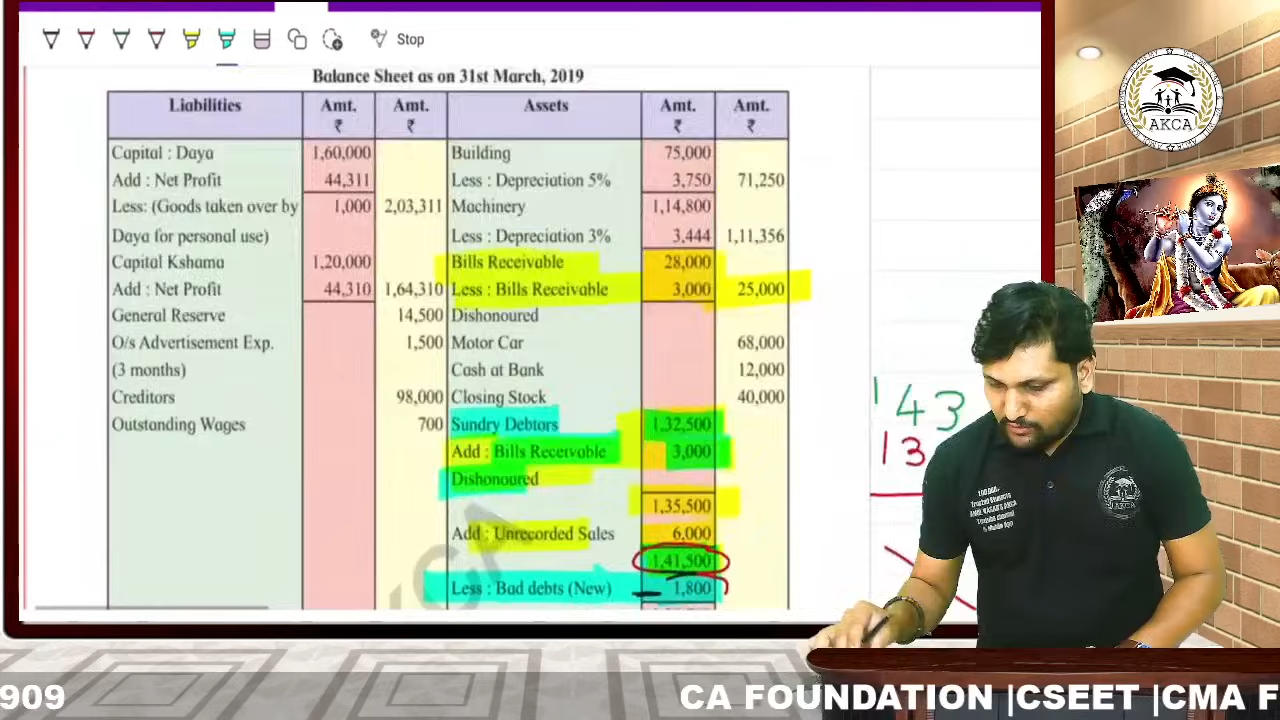 Stop
Balance Sheet as on 31st March, 2019
Liabilities Amt. ₹ Amt. ₹ Assets Amt. ₹ Amt. ₹
Capital : Daya 1,60,000 Building 75,000
Add : Net Profit 44,311 Less : Depreciation 5% 3,750 71,250
Less: (Goods taken over by 1,000 2,03,311 Machinery 1,14,800
Daya for personal use) Less : Depreciation 3% 3,444 1,11,356
Capital Kshama 1,20,000 Bills Receivable 28,000
Add : Net Profit 44,310 1,64,310 Less : Bills Receivable 3,000 25,000
General Reserve 14,500 Dishonoured
O/s Advertisement Exp. 1,500 Motor Car 68,000
(3 months) Cash at Bank 12,000
Creditors 98,000 Closing Stock 40,000
Outstanding Wages 700 Sundry Debtors 1,32,500
Add : Bills Receivable 3,000
Dishonoured
1,35,500
Add : Unrecorded Sales 6,000
1,41,500
Less : Bad debts (New) 1,800
143
13
AKCA
909 CA FOUNDATION |CSEET |CMA F